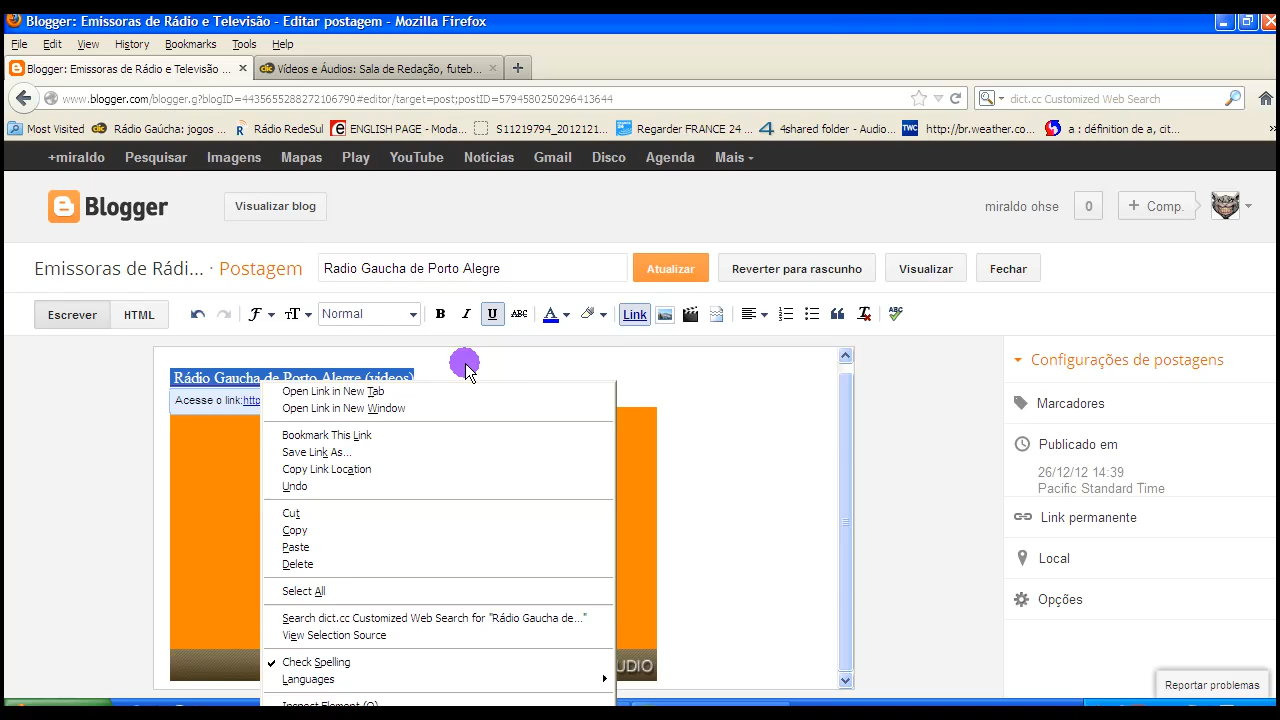 Blogger: Emissoras de Rádio e Televisão - Editar postagem - Mozilla Firefox
File Edit View History Bookmarks Tools Help
Blogger: Emissoras de Rádio e Televisão ... Vídeos e Áudios: Sala de Redação, futeb...
www.blogger.com/blogger.g?blogID=4435655288272106790#editor/target=post;postID=5794580250296413644 dict.cc Customized Web Search
Most Visited Rádio Gaúcha: jogos ... Rádio RedeSul ENGLISH PAGE - Moda... S11219794_2012121... Regarder FRANCE 24 ... 4shared folder - Audio... http://br.weather.co... a : définition de a, cit...
+miraldo Pesquisar Imagens Mapas Play YouTube Notícias Gmail Disco Agenda Mais
Blogger Visualizar blog miraldo ohse 0 + Comp.
Emissoras de Rádi... · Postagem Radio Gaucha de Porto Alegre Atualizar Reverter para rascunho Visualizar Fechar
Escrever HTML Normal B I U ABC A Link
Rádio Gaucha de Porto Alegre (videos)
Acesse o link:http
Open Link in New Tab
Open Link in New Window
Bookmark This Link
Save Link As...
Copy Link Location
Undo
Cut
Copy
Paste
Delete
Select All
Search dict.cc Customized Web Search for "Rádio Gaucha de..."
View Selection Source
Check Spelling
Languages
Inspect Element (Q)
UDIO
Configurações de postagens
Marcadores
Publicado em
26/12/12 14:39
Pacific Standard Time
Link permanente
Local
Opções
Reportar problemas